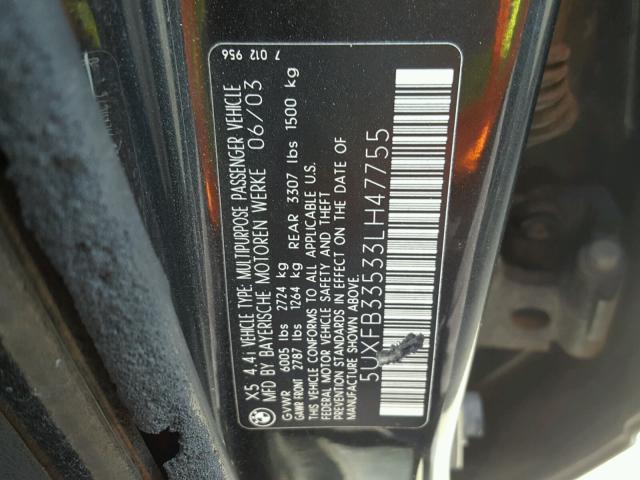 7 012 956
X5 4.4i VEHICLE TYPE: MULTIPURPOSE PASSENGER VEHICLE
MFD BY BAYERISCHE MOTOREN WERKE 06/03
GVWR 6005 lbs 2724 kg
GAWR FRONT 2787 lbs 1264 kg REAR 3307 lbs 1500 kg
THIS VEHICLE CONFORMS TO ALL APPLICABLE U.S.
FEDERAL MOTOR VEHICLE SAFETY AND THEFT
PREVENTION STANDARDS IN EFFECT ON THE DATE OF
MANUFACTURE SHOWN ABOVE.
5UXFB33533LH47755